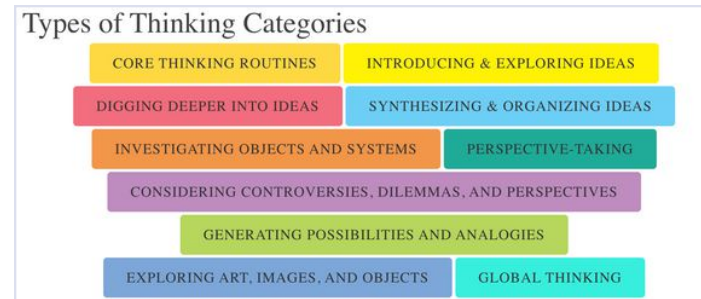 Types of Thinking Categories
CORE THINKING ROUTINES
INTRODUCING & EXPLORING IDEAS
DIGGING DEEPER INTO IDEAS
SYNTHESIZING & ORGANIZING IDEAS
INVESTIGATING OBJECTS AND SYSTEMS
PERSPECTIVE-TAKING
CONSIDERING CONTROVERSIES, DILEMMAS, AND PERSPECTIVES
GENERATING POSSIBILITIES AND ANALOGIES
EXPLORING ART, IMAGES, AND OBJECTS
GLOBAL THINKING